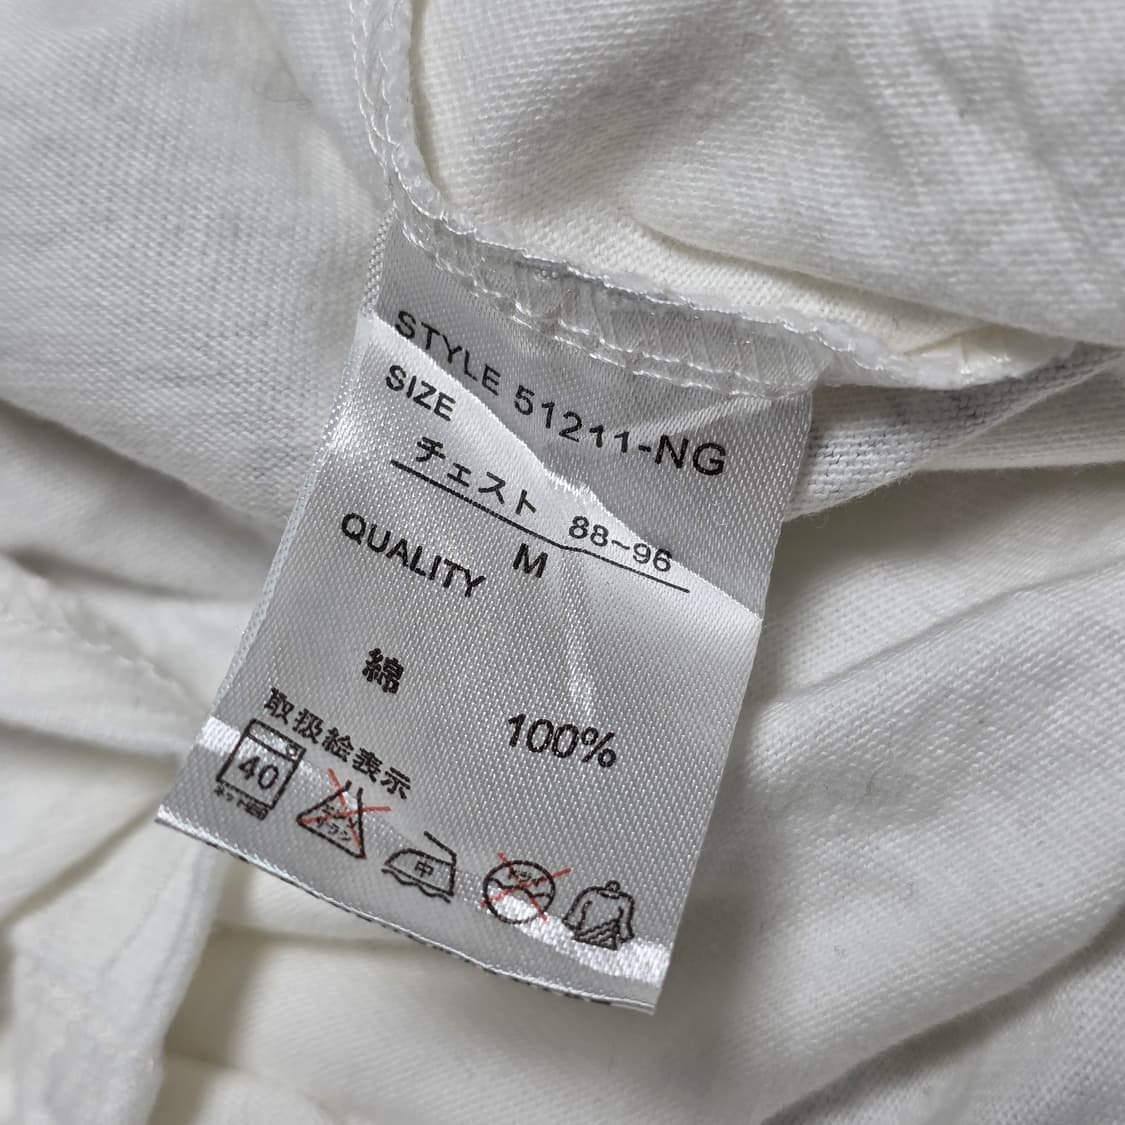 STYLE 51211-NG
SIZE
チェスト 88~96
M
QUALITY
綿 100%
取扱絵表示
40
中